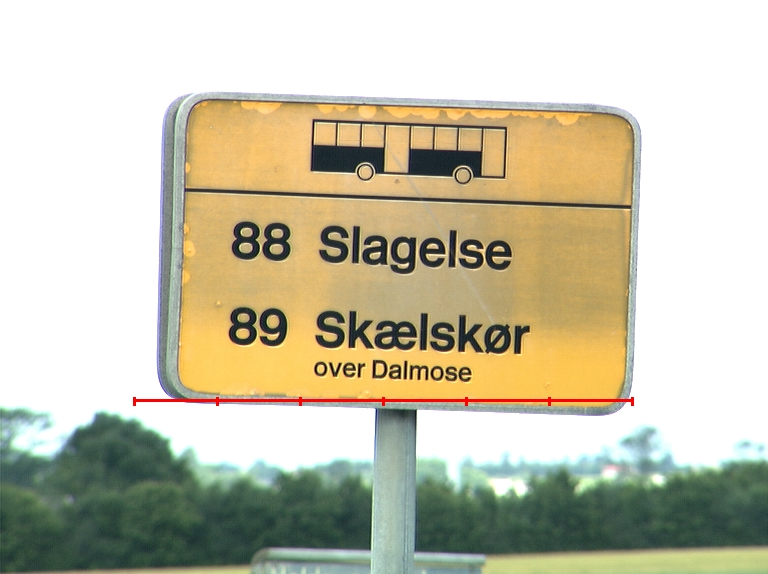 88 Slagelse
89 Skælskør
over Dalmose